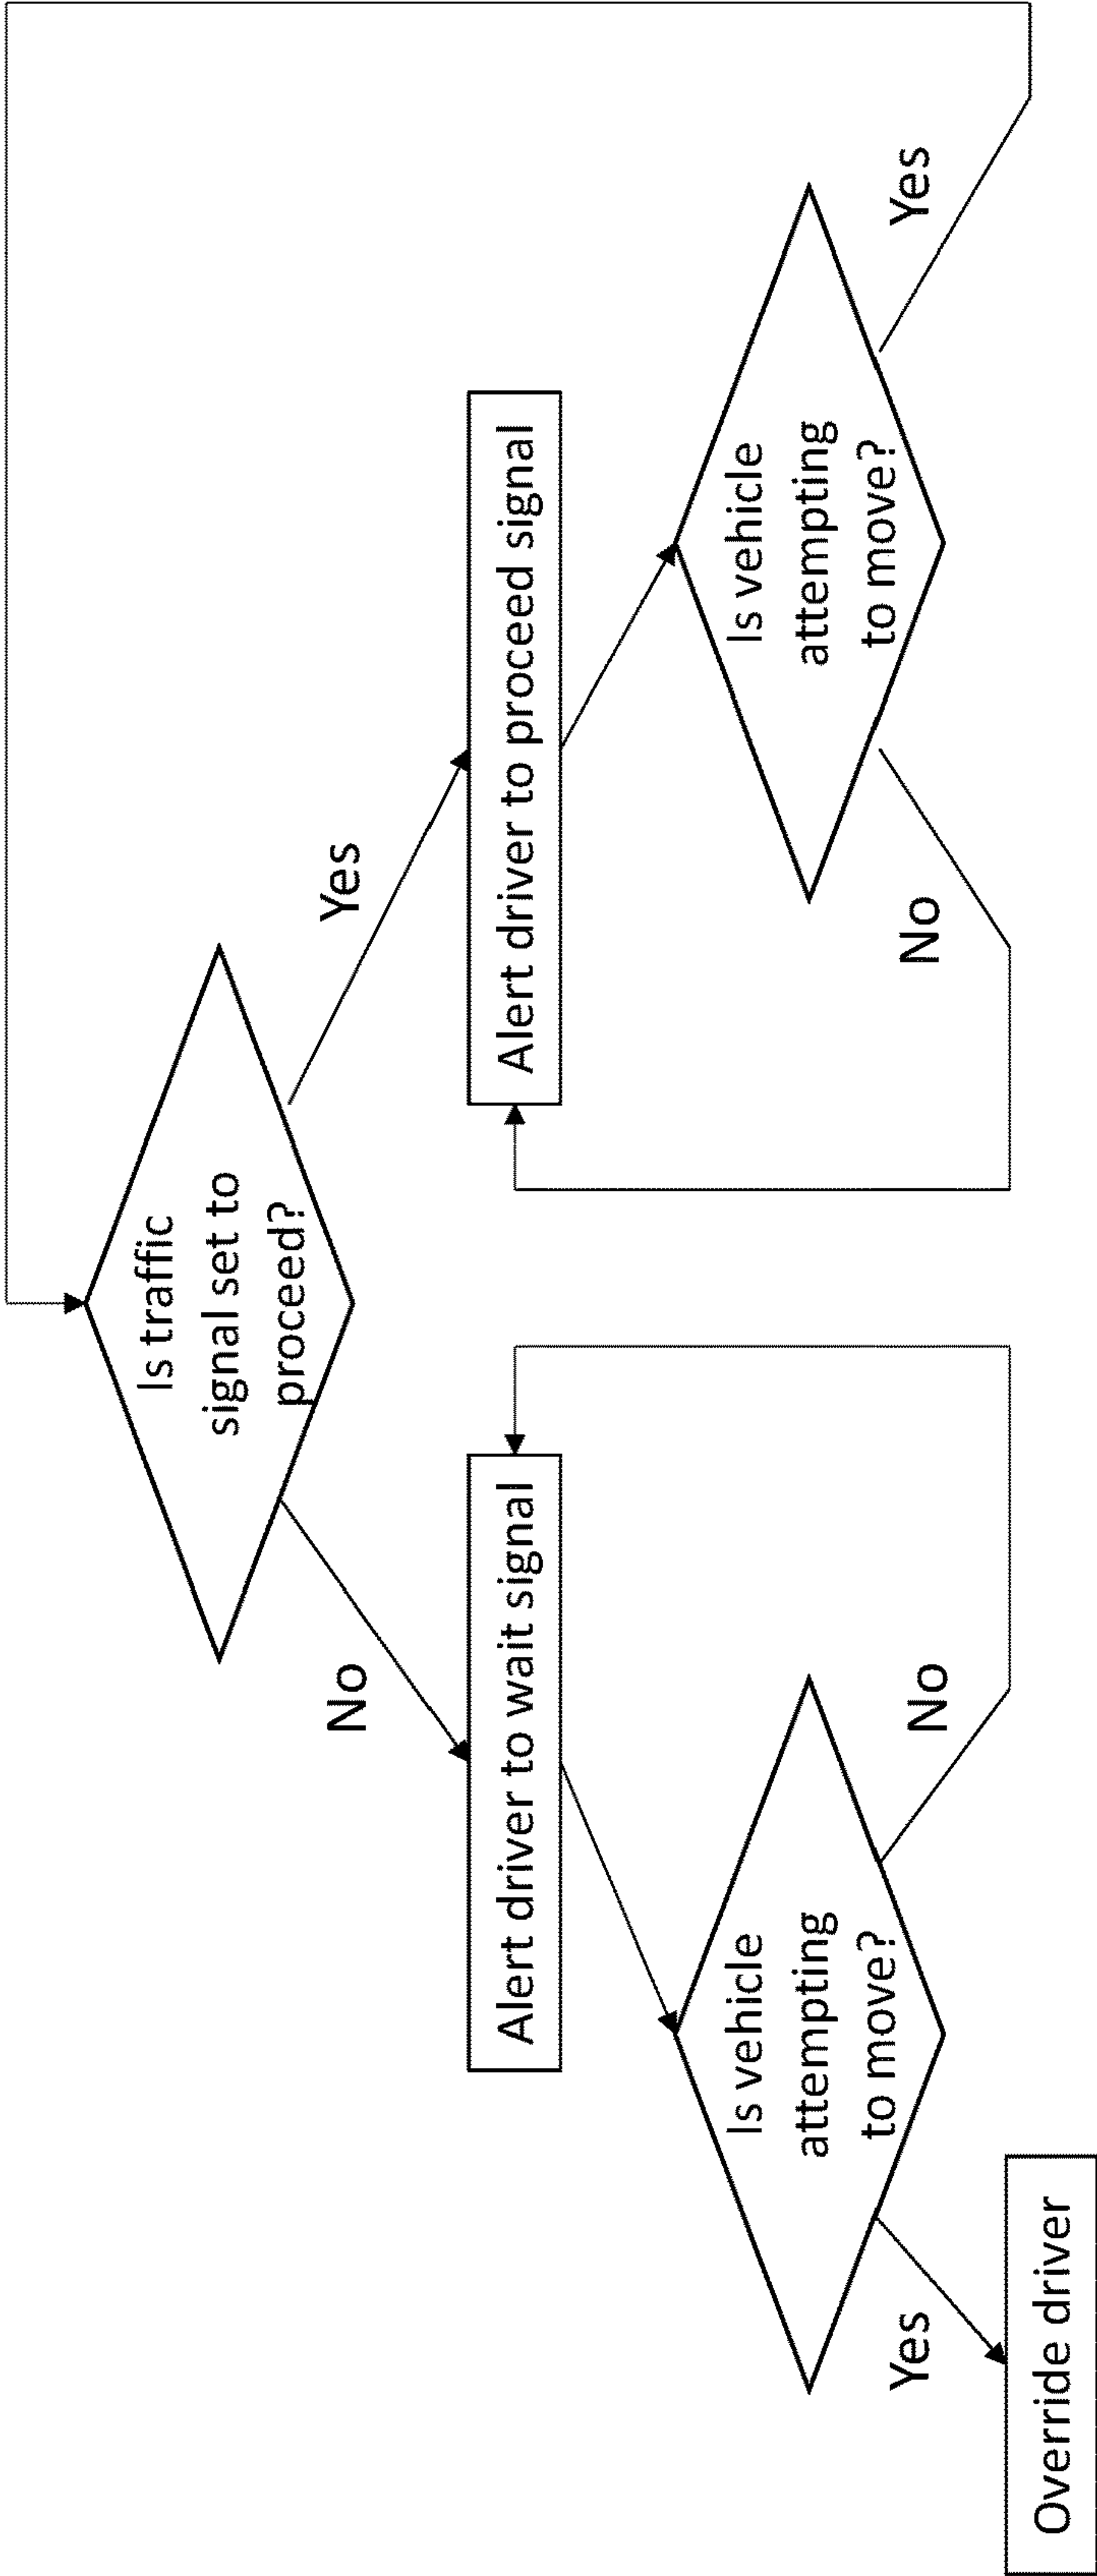 Is traffic
signal set to
proceed?
No
Yes
Alert driver to wait signal
Alert driver to proceed signal
Is vehicle
attempting
to move?
Is vehicle
attempting
to move?
Yes
No
No
Yes
Override driver